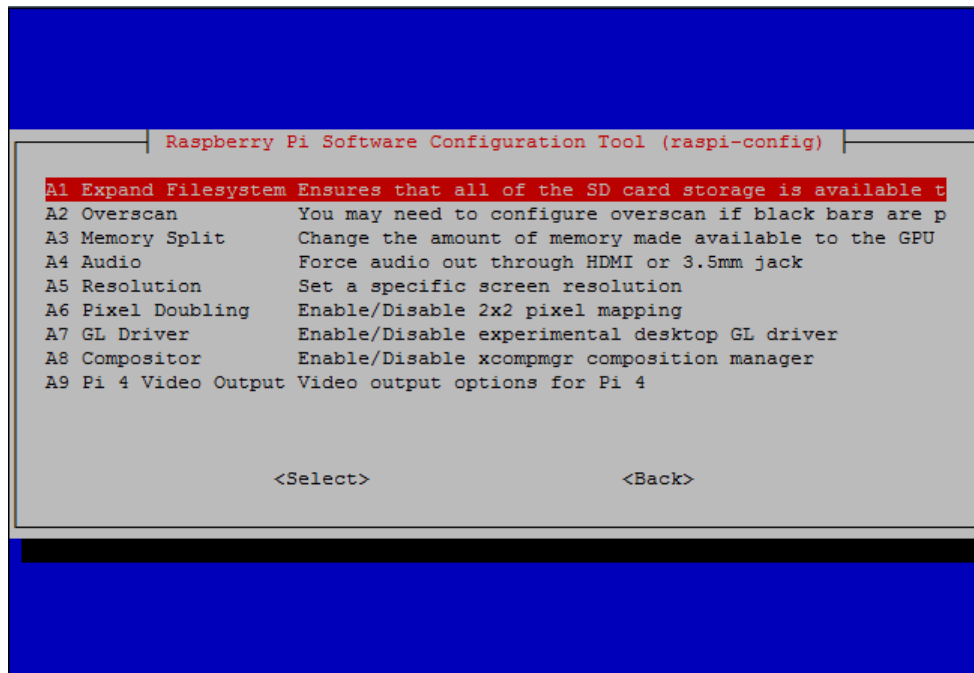 Raspberry Pi Software Configuration Tool (raspi-config)
A1 Expand Filesystem Ensures that all of the SD card storage is available t
A2 Overscan You may need to configure overscan if black bars are p
A3 Memory Split Change the amount of memory made available to the GPU
A4 Audio Force audio out through HDMI or 3.5mm jack
A5 Resolution Set a specific screen resolution
A6 Pixel Doubling Enable/Disable 2x2 pixel mapping
A7 GL Driver Enable/Disable experimental desktop GL driver
A8 Compositor Enable/Disable xcompmgr composition manager
A9 Pi 4 Video Output Video output options for Pi 4
<Select> <Back>